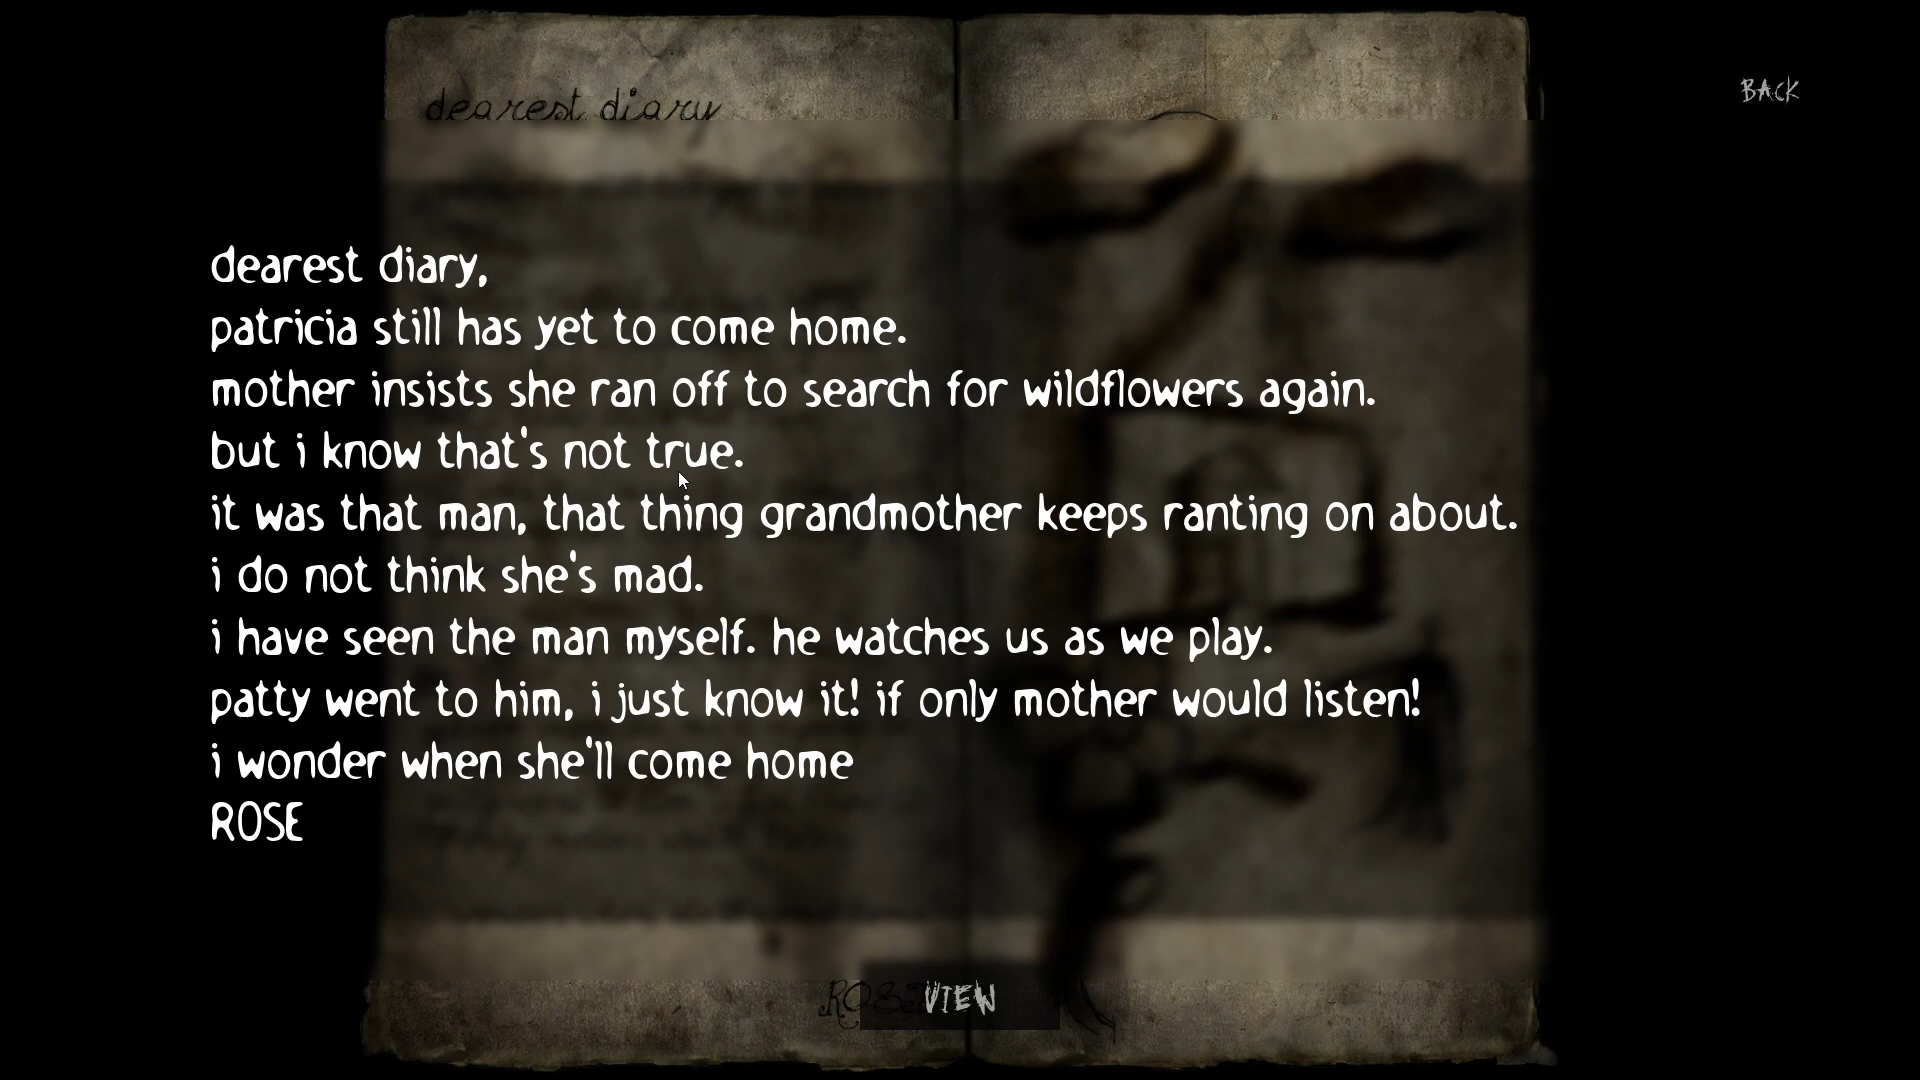 BACK
dearest diary
dearest diary,
patricia still has yet to come home.
mother insists she ran off to search for wildflowers again.
but i know that's not true.
it was that man, that thing grandmother keeps ranting on about.
i do not think she's mad.
i have seen the man myself. he watches us as we play.
patty went to him, i just know it! if only mother would listen!
i wonder when she'll come home
ROSE
VIEW